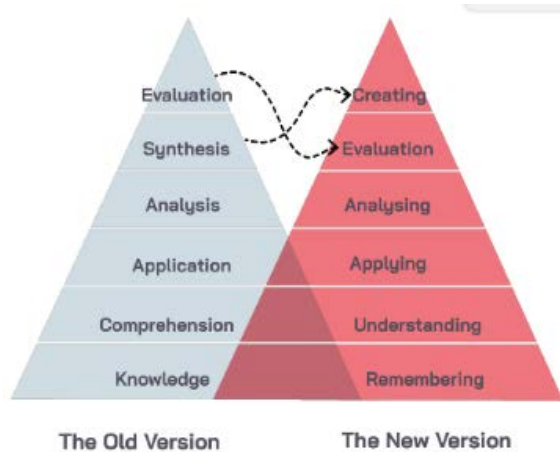 Evaluation
Synthesis
Analysis
Application
Comprehension
Knowledge
The Old Version
Creating
Evaluation
Analysing
Applying
Understanding
Remembering
The New Version